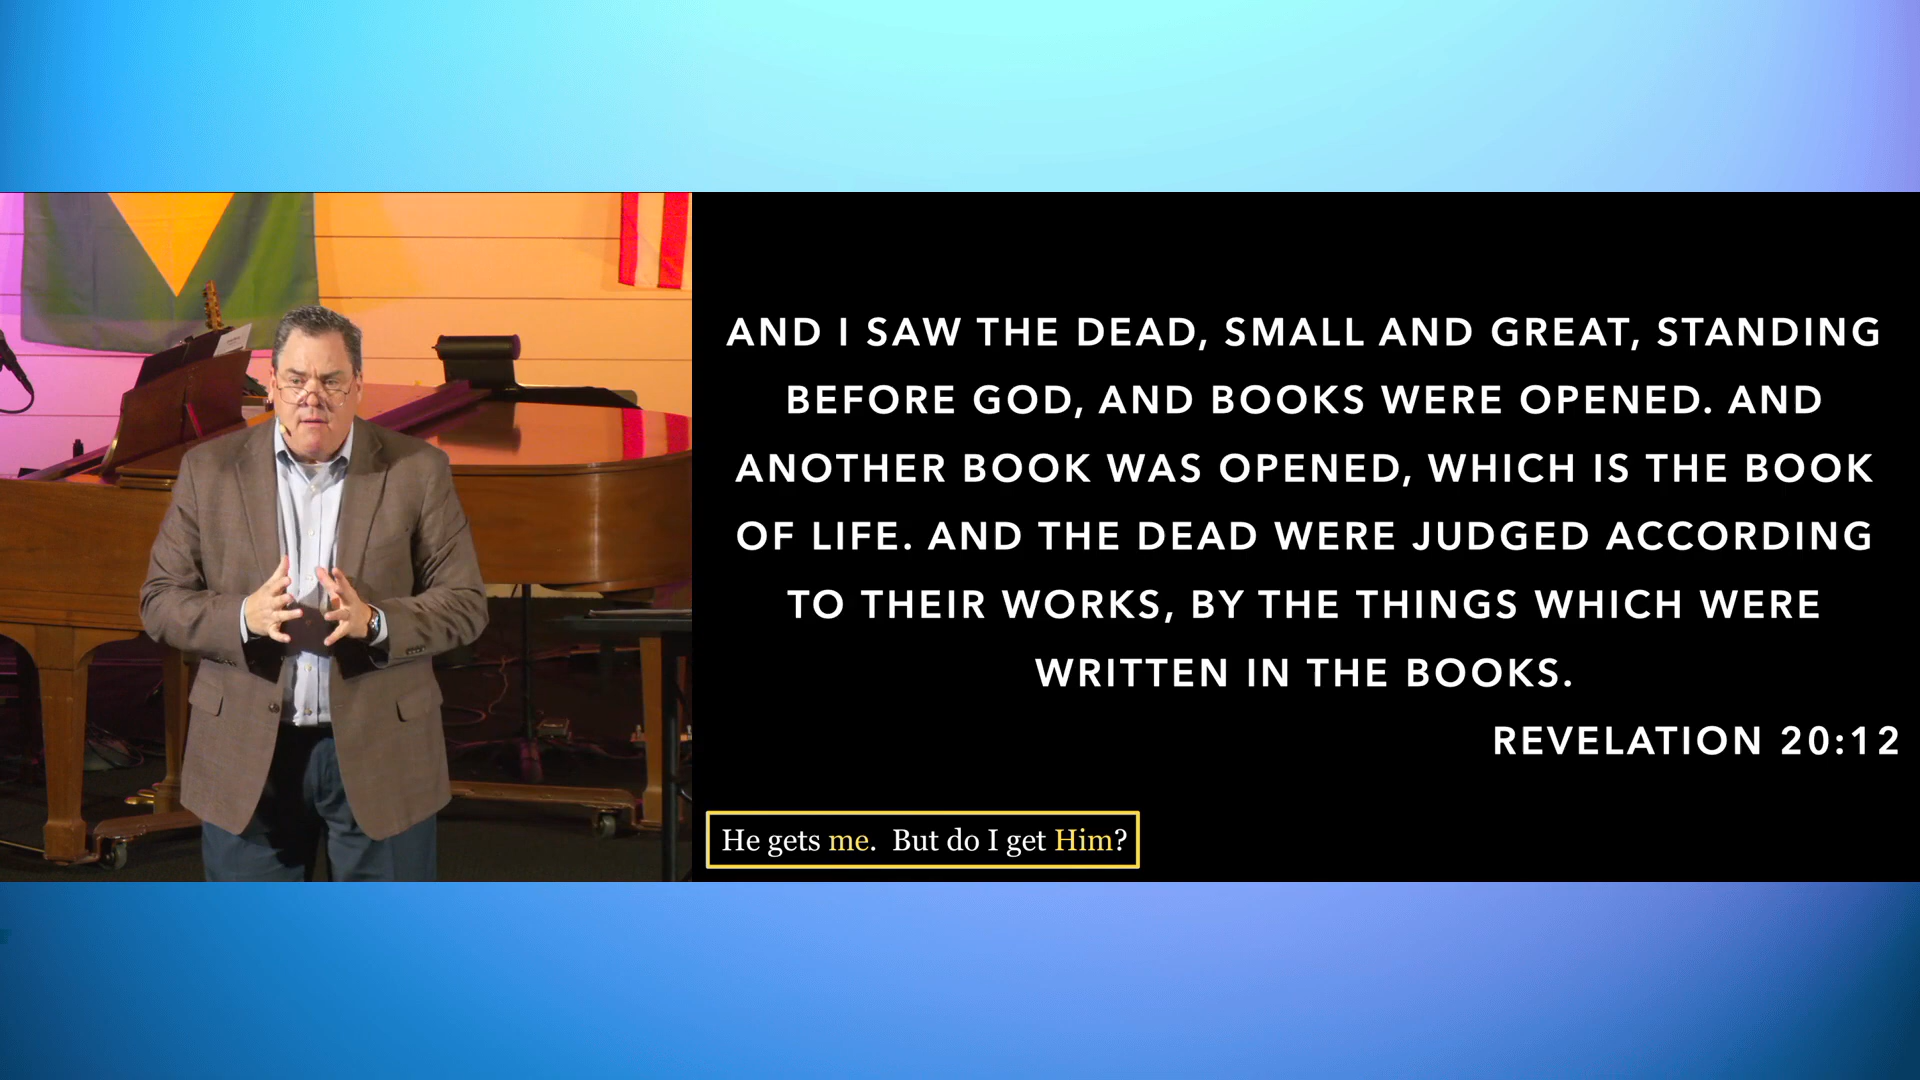 AND I SAW THE DEAD, SMALL AND GREAT, STANDING
BEFORE GOD, AND BOOKS WERE OPENED. AND
ANOTHER BOOK WAS OPENED, WHICH IS THE BOOK
OF LIFE. AND THE DEAD WERE JUDGED ACCORDING
TO THEIR WORKS, BY THE THINGS WHICH WERE
WRITTEN IN THE BOOKS.
REVELATION 20:12
He gets me. But do I get Him?